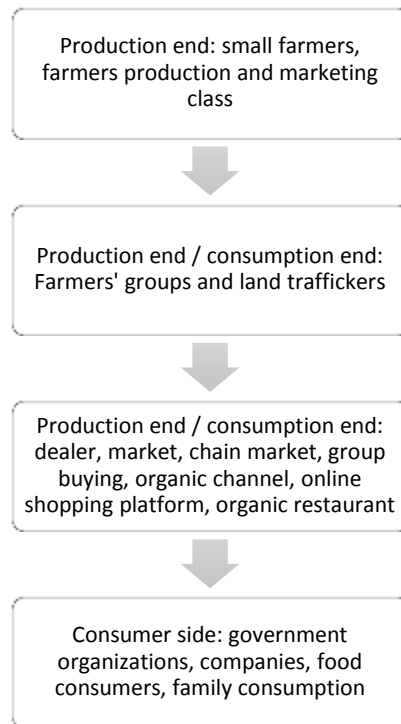 Production end: small farmers,
farmers production and marketing
class
Production end / consumption end:
Farmers' groups and land traffickers
Production end / consumption end:
dealer, market, chain market, group
buying, organic channel, online
shopping platform, organic restaurant
Consumer side: government
organizations, companies, food
consumers, family consumption